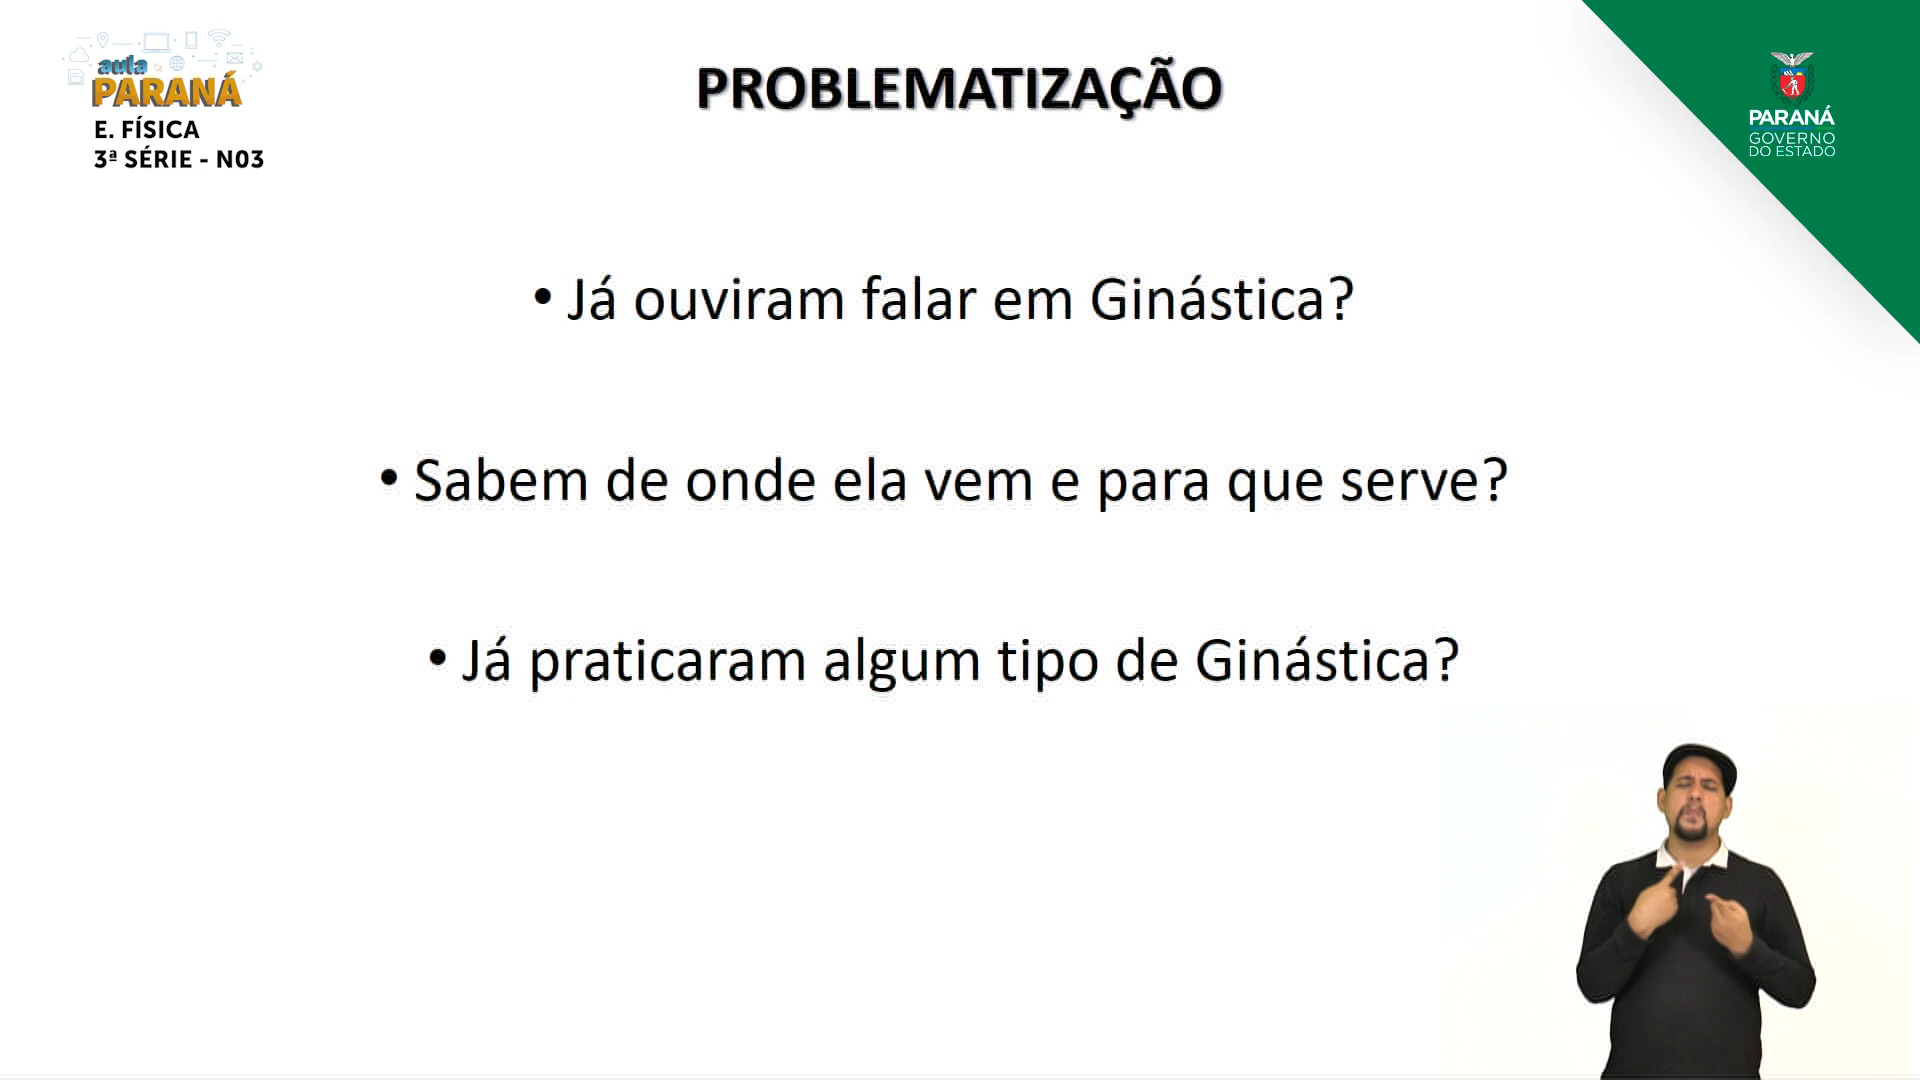 aula
PARANÁ
E. FÍSICA
3ª SÉRIE - N03
PROBLEMATIZAÇÃO
PARANÁ
GOVERNO
DO ESTADO
• Já ouviram falar em Ginástica?
• Sabem de onde ela vem e para que serve?
• Já praticaram algum tipo de Ginástica?